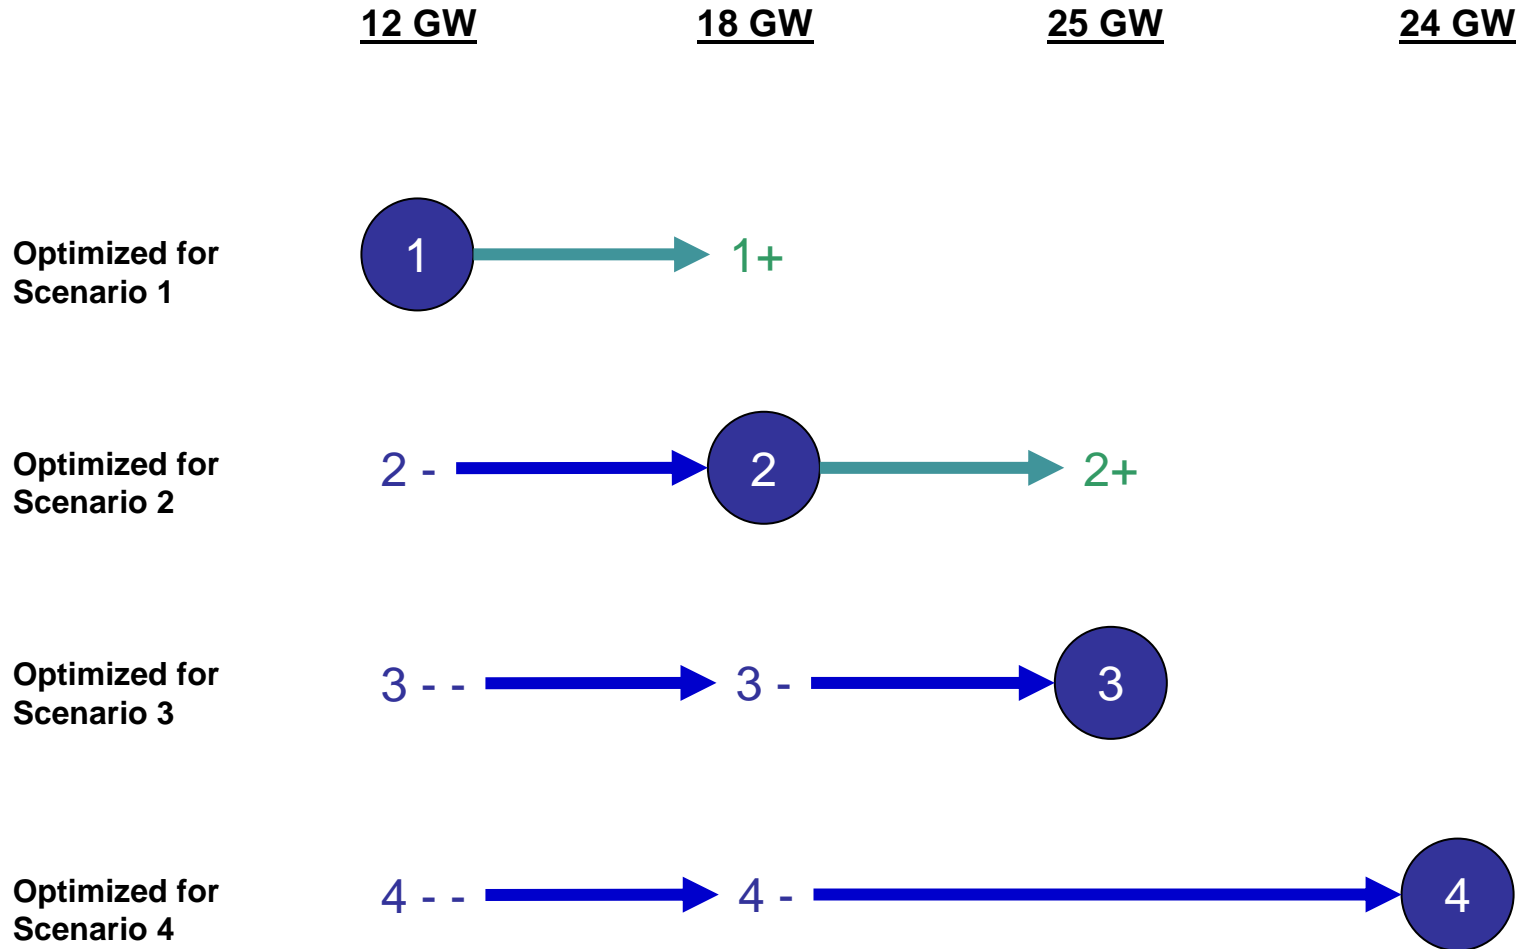 12 GW 18 GW 25 GW 24 GW
Optimized for
Scenario 1
1 1+
Optimized for
Scenario 2
2 - 2 2+
Optimized for
Scenario 3
3 - - 3 - 3
Optimized for
Scenario 4
4 - - 4 - 4